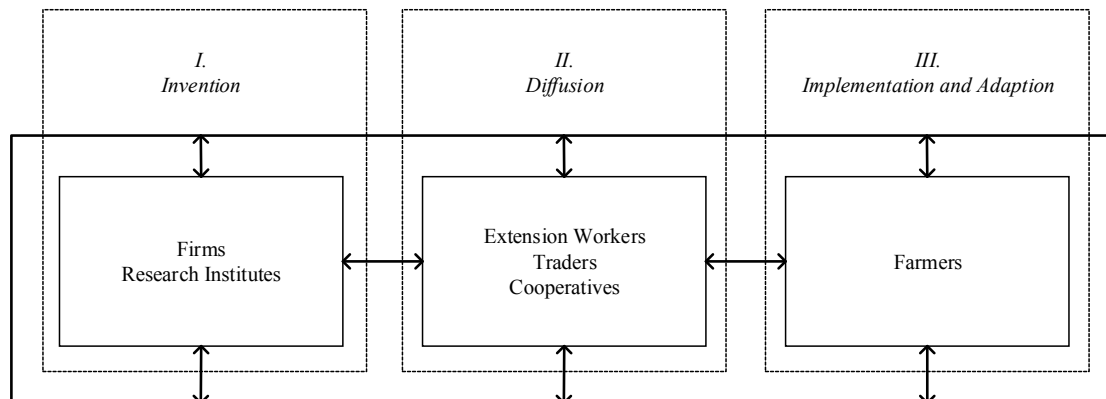 I.
Invention
II.
Diffusion
III.
Implementation and Adaption
Firms
Research Institutes
Extension Workers
Traders
Cooperatives
Farmers